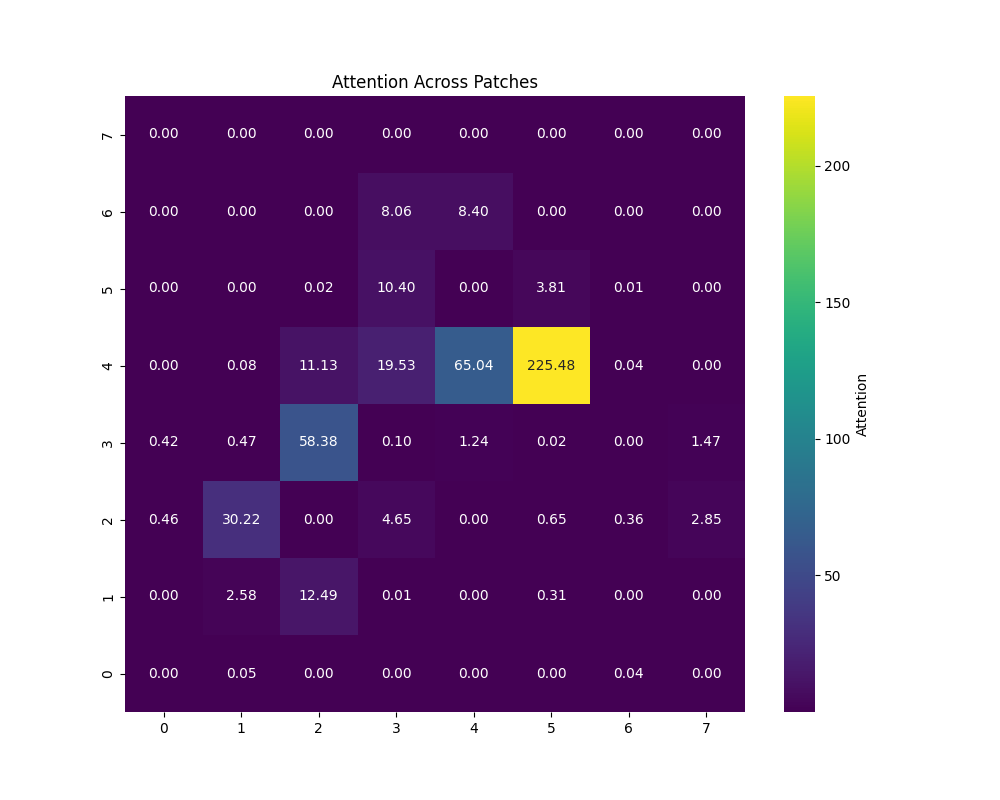 Attention Across Patches
7 0.00 0.00 0.00 0.00 0.00 0.00 0.00 0.00
200
6 0.00 0.00 0.00 8.06 8.40 0.00 0.00 0.00
5 0.00 0.00 0.02 10.40 0.00 3.81 0.01 0.00
150
4 0.00 0.08 11.13 19.53 65.04 225.48 0.04 0.00
Attention
3 0.42 0.47 58.38 0.10 1.24 0.02 0.00 1.47
100
2 0.46 30.22 0.00 4.65 0.00 0.65 0.36 2.85
50
1 0.00 2.58 12.49 0.01 0.00 0.31 0.00 0.00
0 0.00 0.05 0.00 0.00 0.00 0.00 0.04 0.00
0 1 2 3 4 5 6 7